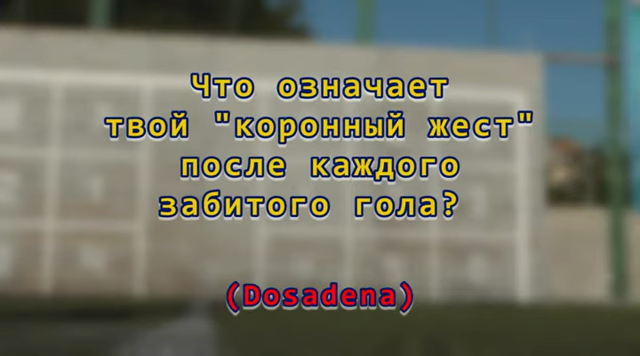 Что означает
твой "коронный жест"
после каждого
забитого гола?
(Dosadena)